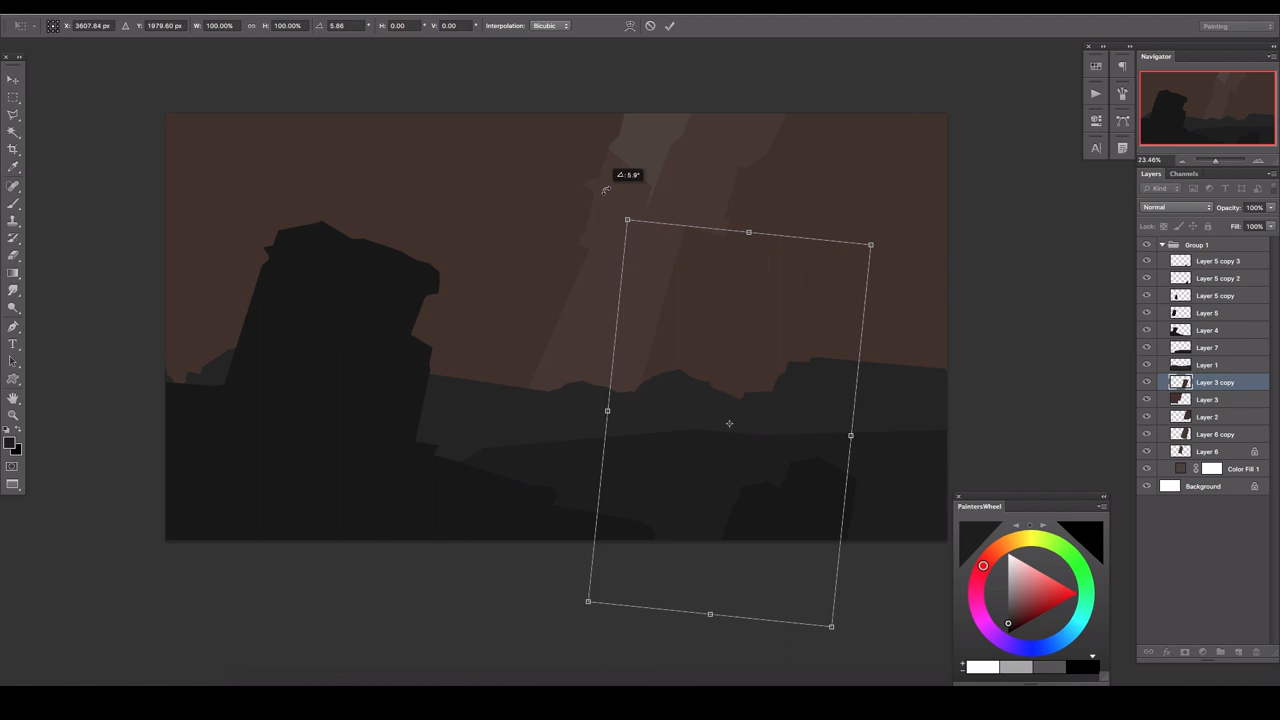 X: 3607.84 px Y: 1979.60 px W: 100.00% H: 100.00% 5.86 ° H: 0.00 ° V: 0.00 ° Interpolation: Bicubic Painting
Navigator
∠: 5.9°
23.46%
Layers Channels
Kind
Normal Opacity: 100%
Lock: Fill: 100%
Group 1
Layer 5 copy 3
Layer 5 copy 2
Layer 5 copy
Layer 5
Layer 4
Layer 7
Layer 1
Layer 3 copy
Layer 3
Layer 2
Layer 6 copy
Layer 6
Color Fill 1
Background
PaintersWheel